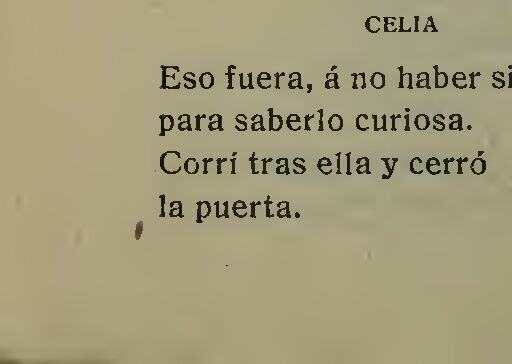 CELIA
Eso fuera, á no haber si
para saberlo curiosa.
Corrí tras ella y cerró
la puerta.